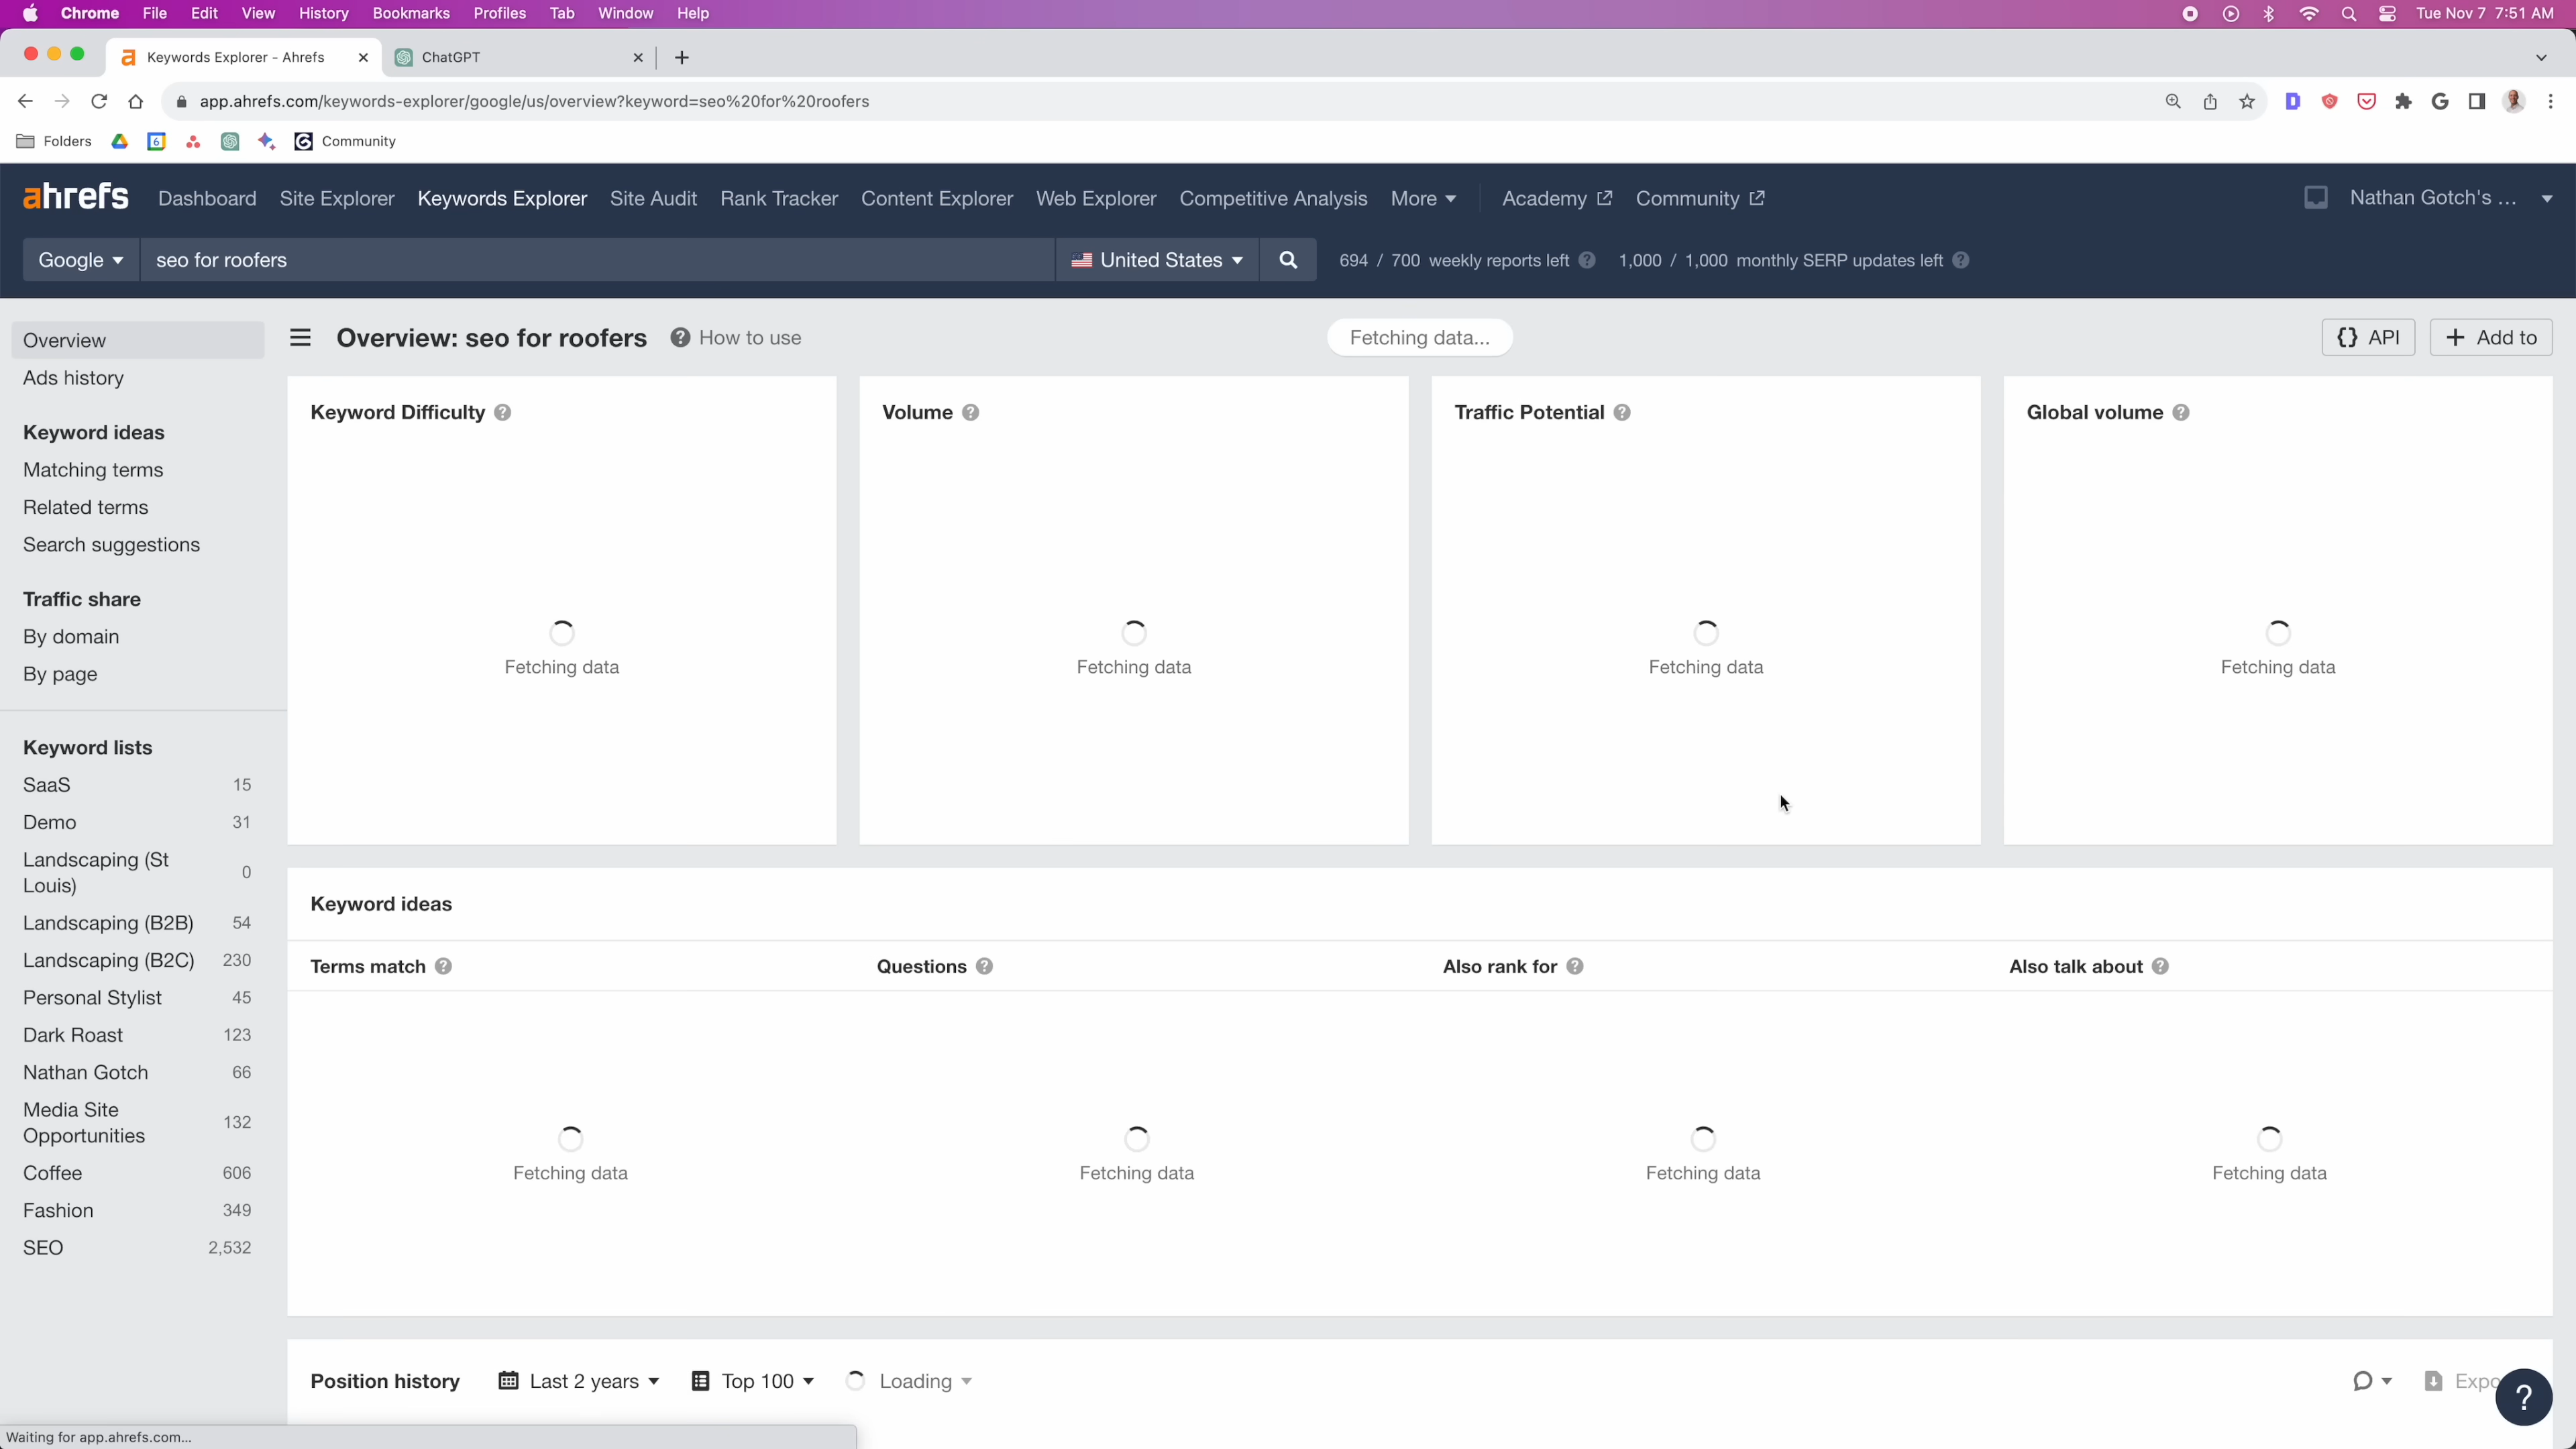 Chrome File Edit View History Bookmarks Profiles Tab Window Help Tue Nov 7 7:51 AM
Keywords Explorer - Ahrefs ChatGPT
app.ahrefs.com/keywords-explorer/google/us/overview?keyword=seo%20for%20roofers
Folders 6 Community
ahrefs Dashboard Site Explorer Keywords Explorer Site Audit Rank Tracker Content Explorer Web Explorer Competitive Analysis More Academy Community Nathan Gotch's ...
Google seo for roofers United States 694 / 700 weekly reports left ? 1,000 / 1,000 monthly SERP updates left ?
Overview
Ads history
Keyword ideas
Matching terms
Related terms
Search suggestions
Traffic share
By domain
By page
Keyword lists
SaaS 15
Demo 31
Landscaping (St Louis) 0
Landscaping (B2B) 54
Landscaping (B2C) 230
Personal Stylist 45
Dark Roast 123
Nathan Gotch 66
Media Site Opportunities 132
Coffee 606
Fashion 349
SEO 2,532
Overview: seo for roofers ? How to use Fetching data... {} API + Add to
Keyword Difficulty ? Volume ? Traffic Potential ? Global volume ?
Fetching data Fetching data Fetching data Fetching data
Keyword ideas
Terms match ? Questions ? Also rank for ? Also talk about ?
Fetching data Fetching data Fetching data Fetching data
Position history Last 2 years Top 100 Loading Expo ?
Waiting for app.ahrefs.com...